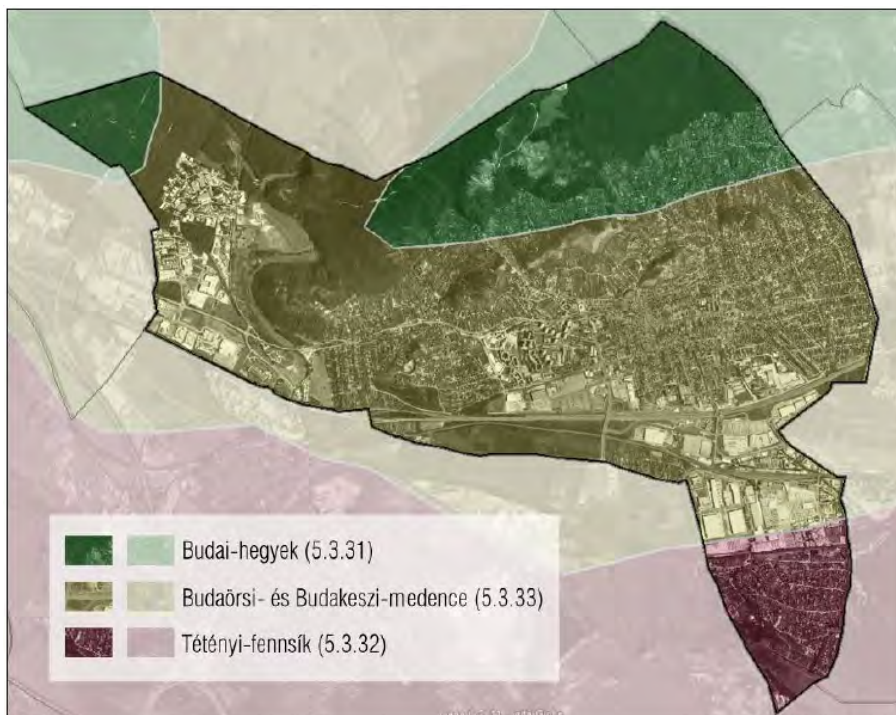 Budai-hegyek (5.3.31)
Budaörsi- és Budakeszi-medence (5.3.33)
Tétényi-fennsík (5.3.32)